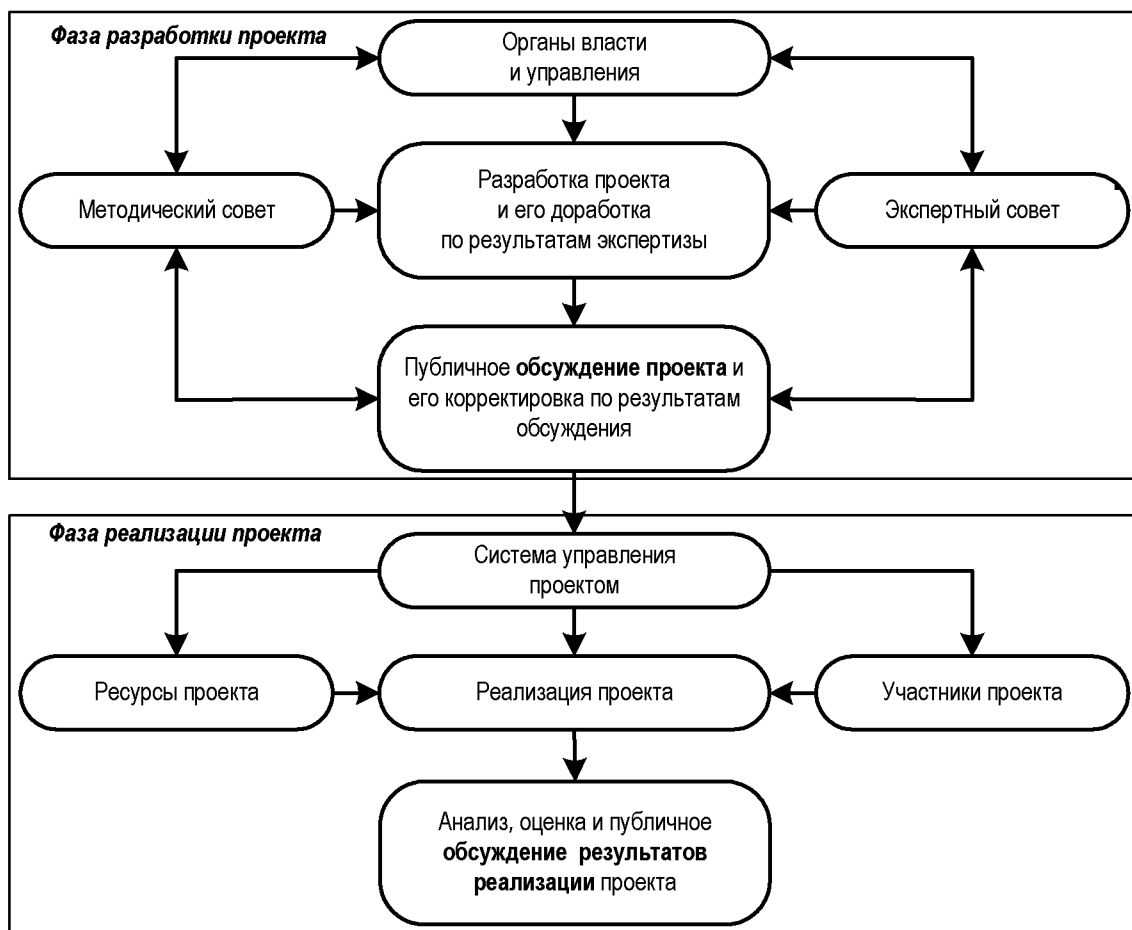 Фаза разработки проекта
Органы власти
и управления
Методический совет
Разработка проекта
и его доработка
по результатам экспертизы
Экспертный совет
Публичное обсуждение проекта и
его корректировка по результатам
обсуждения
Фаза реализации проекта
Система управления
проектом
Ресурсы проекта
Реализация проекта
Участники проекта
Анализ, оценка и публичное
обсуждение результатов
реализации проекта